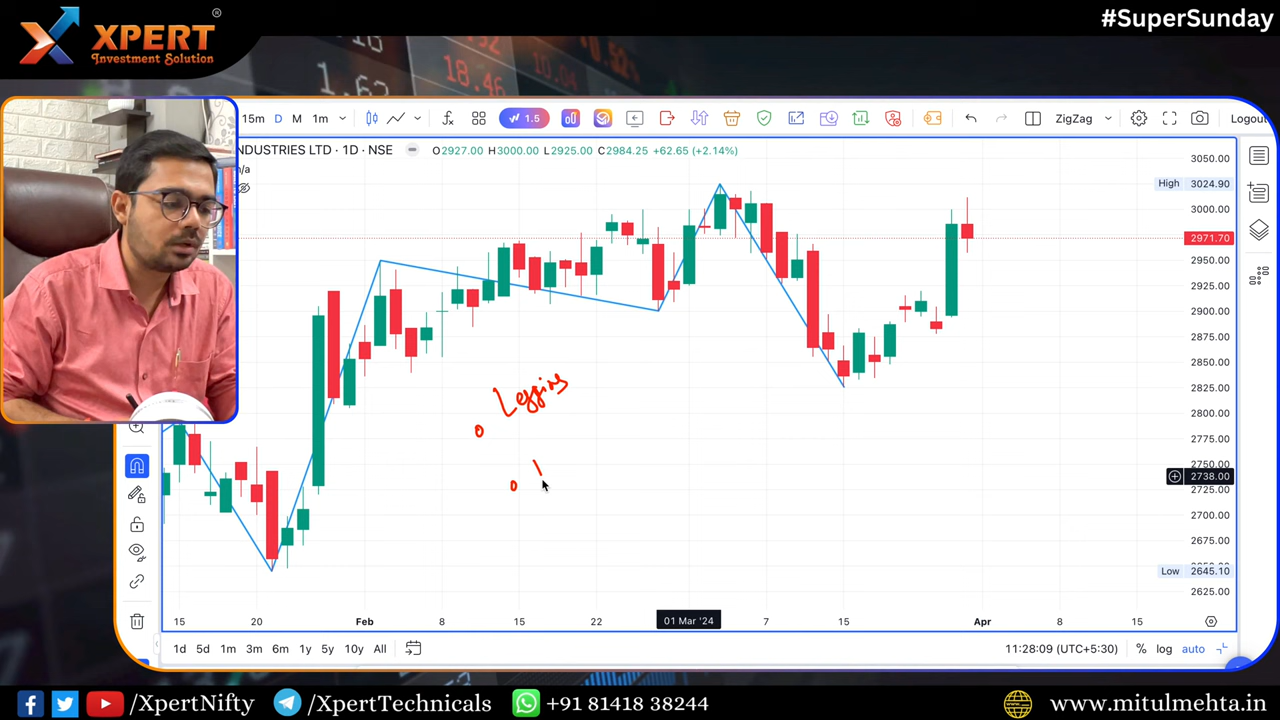 #SuperSunday
XPERT
Investment Solution
®
15m D M 1m
1.5
ZigZag
Logout
INDUSTRIES LTD · 1D · NSE
O2927.00 H3000.00 L2925.00 C2984.25 +62.65 (+2.14%)
n/a
3050.00
High 3024.90
3000.00
2971.70
2950.00
2925.00
2900.00
2875.00
2850.00
2825.00
2800.00
2775.00
2750.00
2738.00
2725.00
2700.00
2675.00
Low 2645.10
2625.00
15 20 Feb 8 15 22 01 Mar '24 7 15 Apr 8 15
1d 5d 1m 3m 6m 1y 5y 10y All
11:28:09 (UTC+5:30) % log auto
/XpertNifty
/XpertTechnicals
+91 81418 38244
www.mitulmehta.in